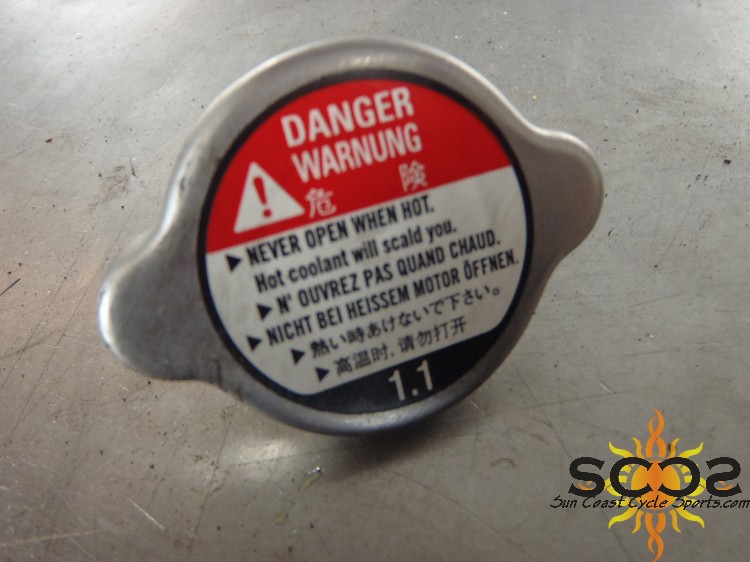 DANGER
WARNUNG
危 険
▶ NEVER OPEN WHEN HOT.
Hot coolant will scald you.
▶ N' OUVREZ PAS QUAND CHAUD.
▶ NICHT BEI HEISSEM MOTOR ÖFFNEN.
▶ 熱い時あけないで下さい。
▶ 高温时, 请勿打开
1.1
SCCS
Sun Coast Cycle Sports.com